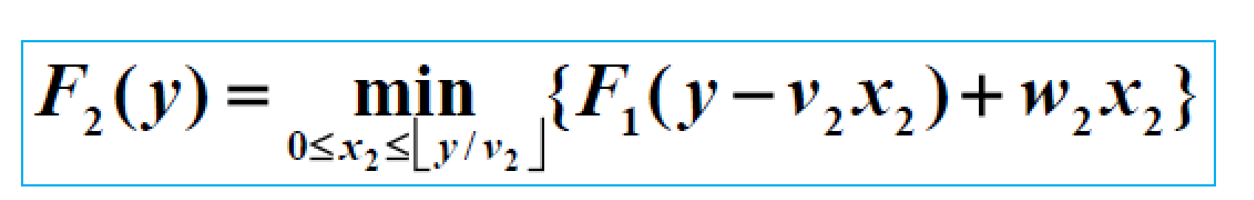 F₂(y) = min {F₁(y − v₂x₂) + w₂x₂}
0≤x₂≤⌊y/v₂⌋